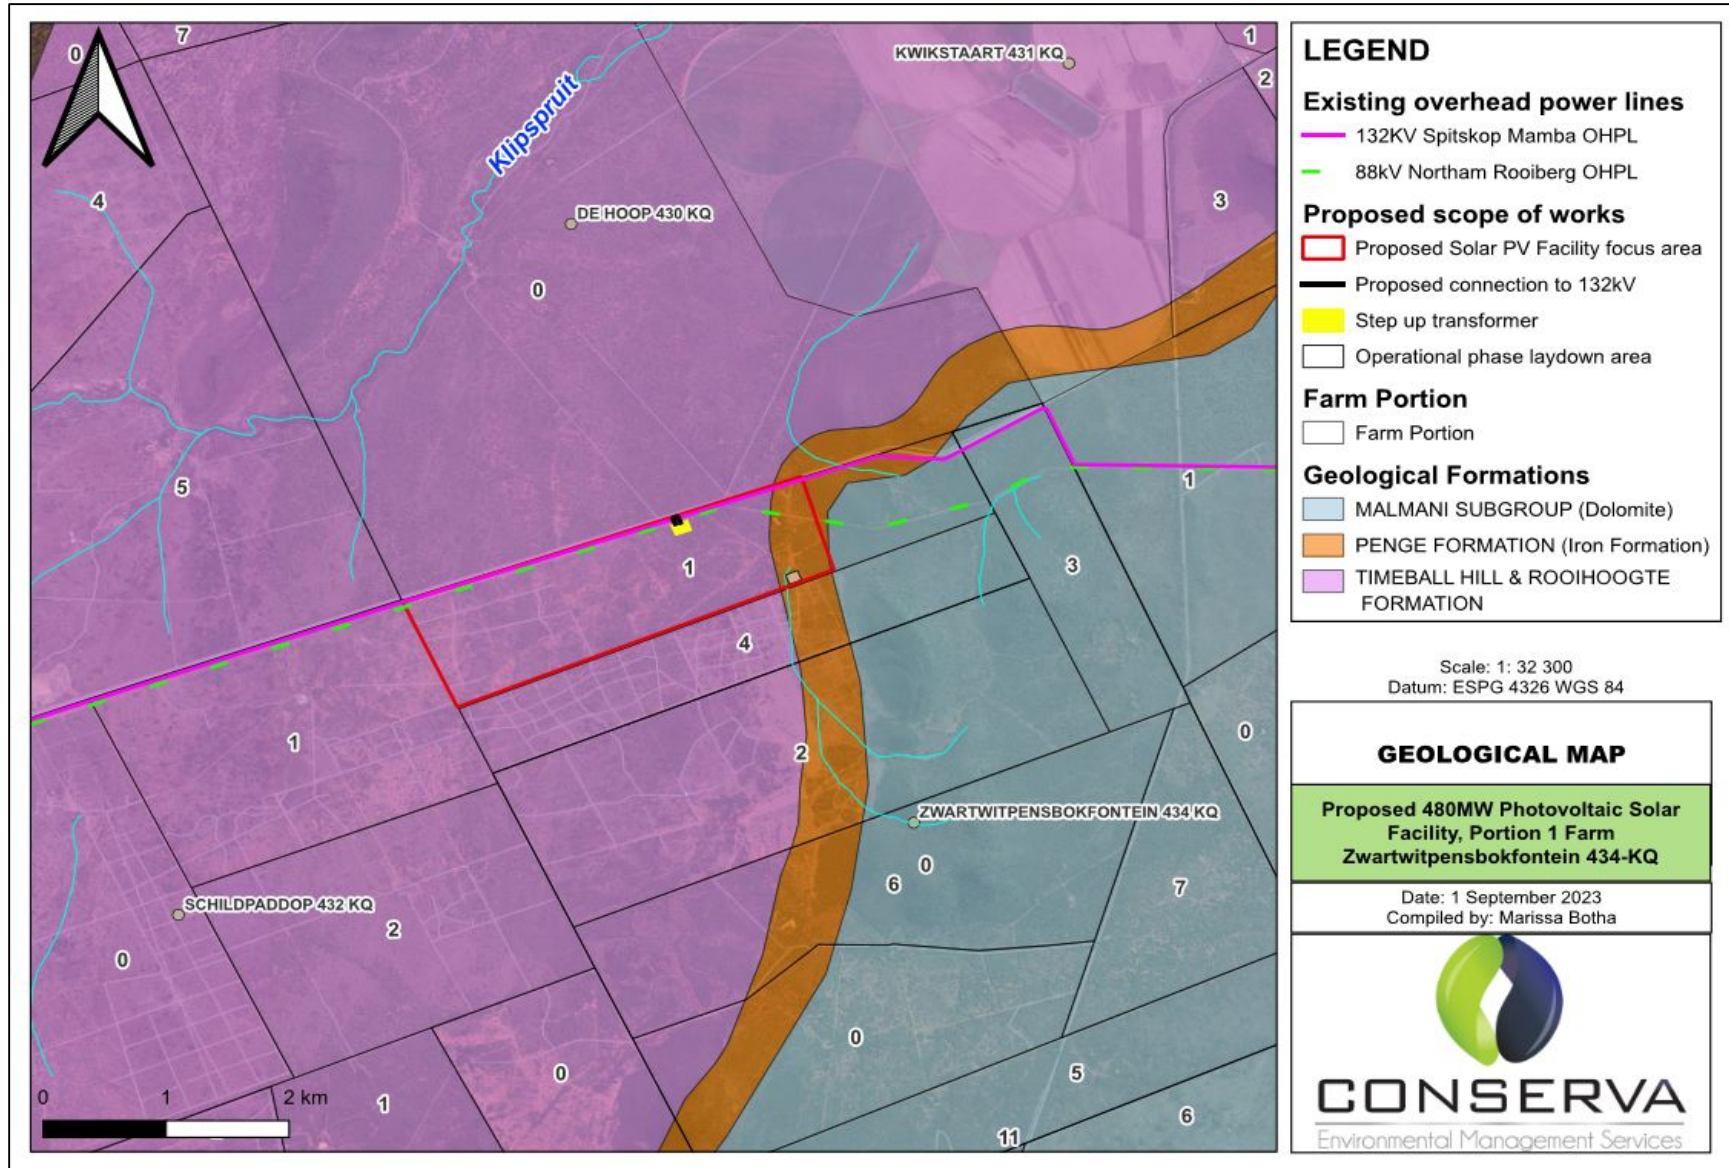 0
7
KWIKSTAART 431 KQ
1
2
Klipspruit
4
3
DE HOOP 430 KQ
0
5
1
1
3
4
1
2
0
ZWARTWITPENSBOKFONTEIN 434 KQ
0
6
7
SCHILDPADDOP 432 KQ
2
0
0
0
5
1
6
11
0 1 2 km
LEGEND
Existing overhead power lines
132KV Spitskop Mamba OHPL
88kV Northam Rooiberg OHPL
Proposed scope of works
Proposed Solar PV Facility focus area
Proposed connection to 132kV
Step up transformer
Operational phase laydown area
Farm Portion
Farm Portion
Geological Formations
MALMANI SUBGROUP (Dolomite)
PENGE FORMATION (Iron Formation)
TIMEBALL HILL & ROOIHOOGTE
FORMATION
Scale: 1: 32 300
Datum: ESPG 4326 WGS 84
GEOLOGICAL MAP
Proposed 480MW Photovoltaic Solar
Facility, Portion 1 Farm
Zwartwitpensbokfontein 434-KQ
Date: 1 September 2023
Compiled by: Marissa Botha
CONSERVA
Environmental Management Services